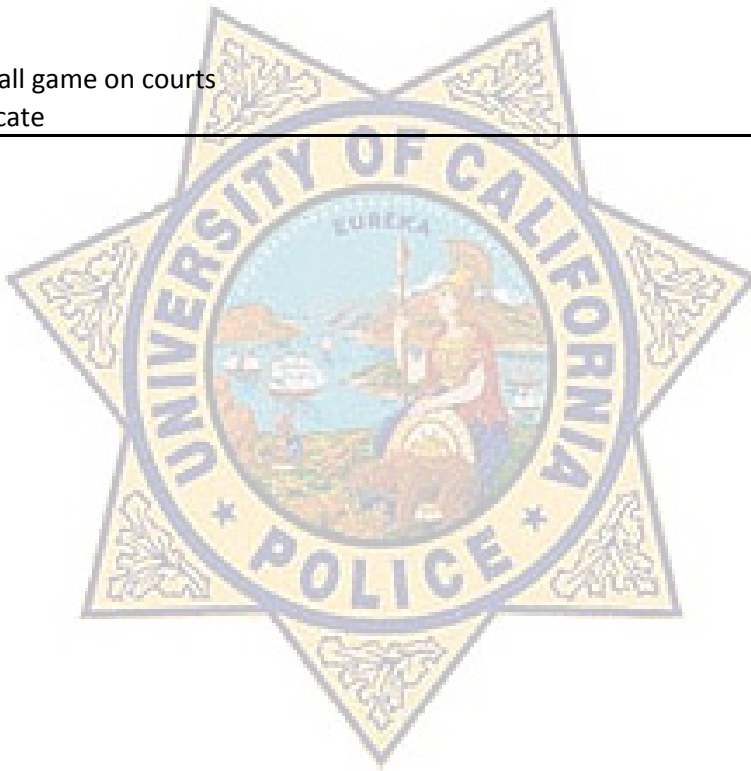 all game on courts
cate
UNIVERSITY OF CALIFORNIA
EUREKA
POLICE